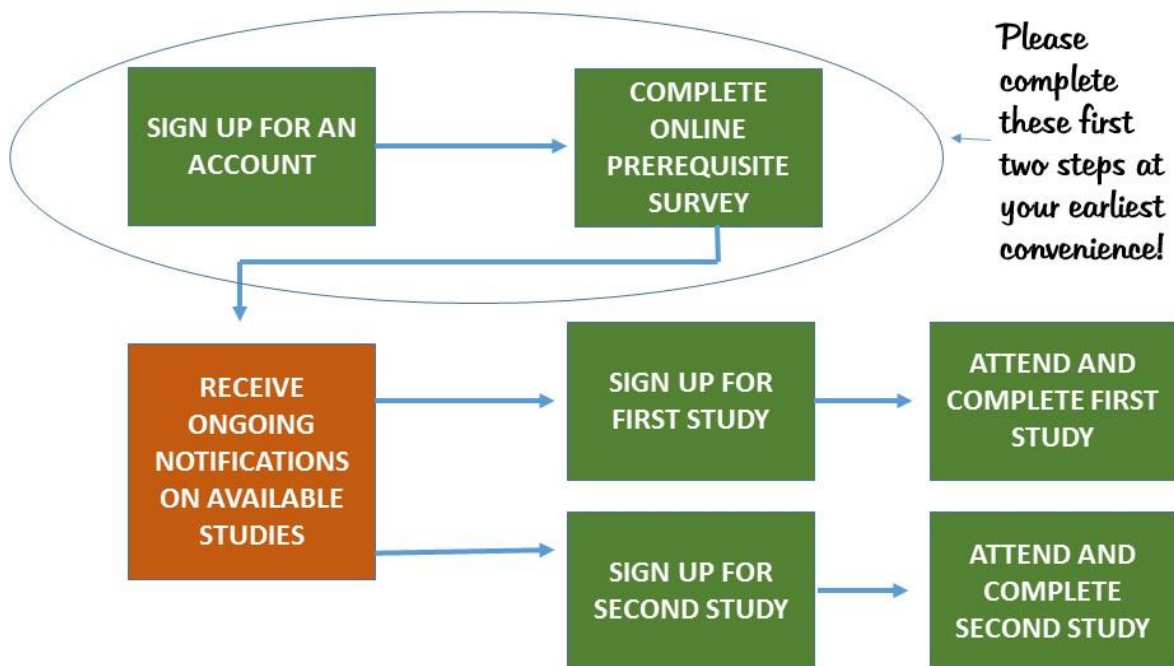 SIGN UP FOR AN
ACCOUNT
COMPLETE
ONLINE
PREREQUISITE
SURVEY
Please
complete
these first
two steps at
your earliest
convenience!
RECEIVE
ONGOING
NOTIFICATIONS
ON AVAILABLE
STUDIES
SIGN UP FOR
FIRST STUDY
ATTEND AND
COMPLETE FIRST
STUDY
SIGN UP FOR
SECOND STUDY
ATTEND AND
COMPLETE
SECOND STUDY